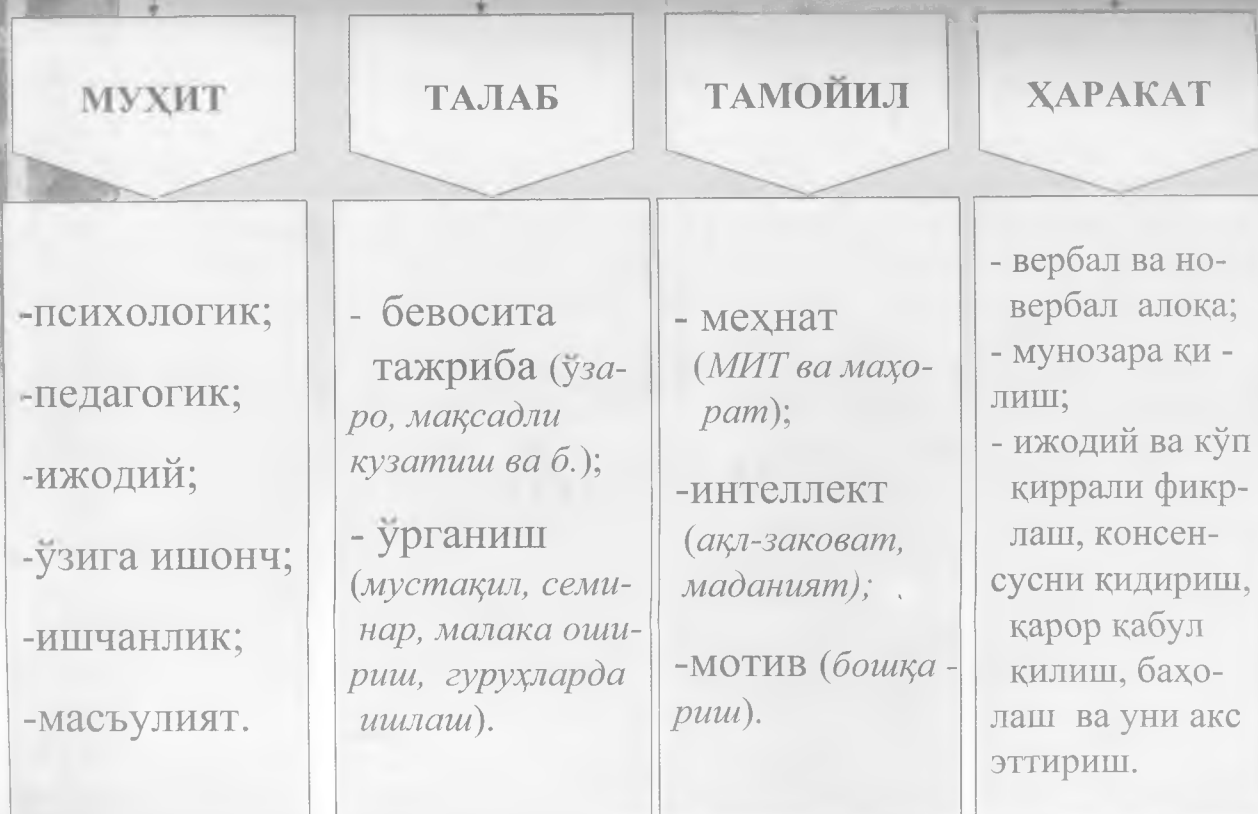 МУҲИТ
-психологик;
-педагогик;
-ижодий;
-ўзига ишонч;
-ишчанлик;
-масъулият.
ТАЛАБ
- бевосита
тажриба (ўза-
ро, мақсадли
кузатиш ва б.);
- ўрганиш
(мустақил, семи-
нар, малака оши-
риш, гуруҳларда
ишлаш).
ТАМОЙИЛ
- меҳнат
(МИТ ва маҳо-
рат);
-интеллект
(ақл-заковат,
маданият);
-мотив (бошқа -
риш).
ҲАРАКАТ
- вербал ва но-
вербал алоқа;
- мунозара қи -
лиш;
- ижодий ва кўп
қиррали фикр-
лаш, консен-
сусни қидириш,
қарор қабул
қилиш, баҳо-
лаш ва уни акс
эттириш.